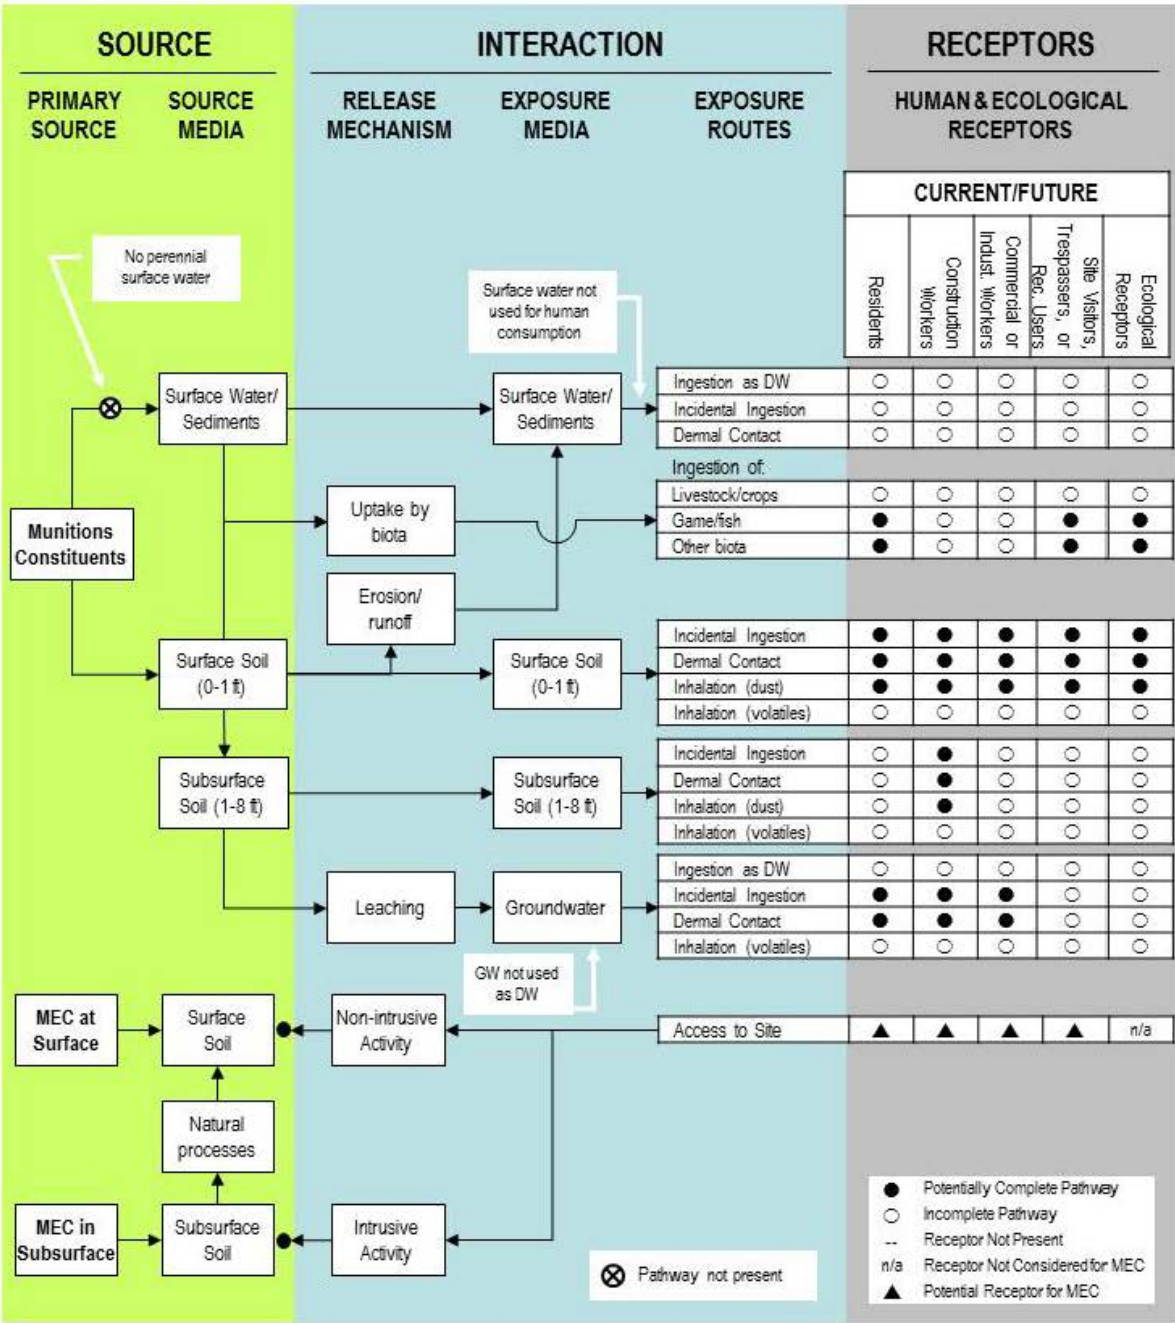 SOURCE
INTERACTION
RECEPTORS
PRIMARY
SOURCE
SOURCE
MEDIA
RELEASE
MECHANISM
EXPOSURE
MEDIA
EXPOSURE
ROUTES
HUMAN & ECOLOGICAL
RECEPTORS
CURRENT/FUTURE
Residents
Construction
Workers
Commercial or
Indust. Workers
Site Visitors,
Trespassers, or
Rec. Users
Ecological
Receptors
No perennial
surface water
Surface water not
used for human
consumption
Surface Water/
Sediments
Surface Water/
Sediments
Ingestion as DW ○ ○ ○ ○ ○
Incidental Ingestion ○ ○ ○ ○ ○
Dermal Contact ○ ○ ○ ○ ○
Munitions
Constituents
Uptake by
biota
Ingestion of:
Livestock/crops ○ ○ ○ ○ ○
Game/fish ● ○ ○ ● ●
Other biota ● ○ ○ ● ●
Erosion/
runoff
Surface Soil
(0-1 ft)
Surface Soil
(0-1 ft)
Incidental Ingestion ● ● ● ● ●
Dermal Contact ● ● ● ● ●
Inhalation (dust) ● ● ● ● ●
Inhalation (volatiles) ○ ○ ○ ○ ○
Subsurface
Soil (1-8 ft)
Subsurface
Soil (1-8 ft)
Incidental Ingestion ○ ● ○ ○ ○
Dermal Contact ○ ● ○ ○ ○
Inhalation (dust) ○ ● ○ ○ ○
Inhalation (volatiles) ○ ○ ○ ○ ○
Leaching
Groundwater
Ingestion as DW ○ ○ ○ ○ ○
Incidental Ingestion ● ● ● ○ ○
Dermal Contact ● ● ● ○ ○
Inhalation (volatiles) ○ ○ ○ ○ ○
GW not used
as DW
MEC at
Surface
Surface
Soil
Non-intrusive
Activity
Access to Site ▲ ▲ ▲ ▲ n/a
Natural
processes
MEC in
Subsurface
Subsurface
Soil
Intrusive
Activity
⊗ Pathway not present
● Potentially Complete Pathway
○ Incomplete Pathway
-- Receptor Not Present
n/a Receptor Not Considered for MEC
▲ Potential Receptor for MEC